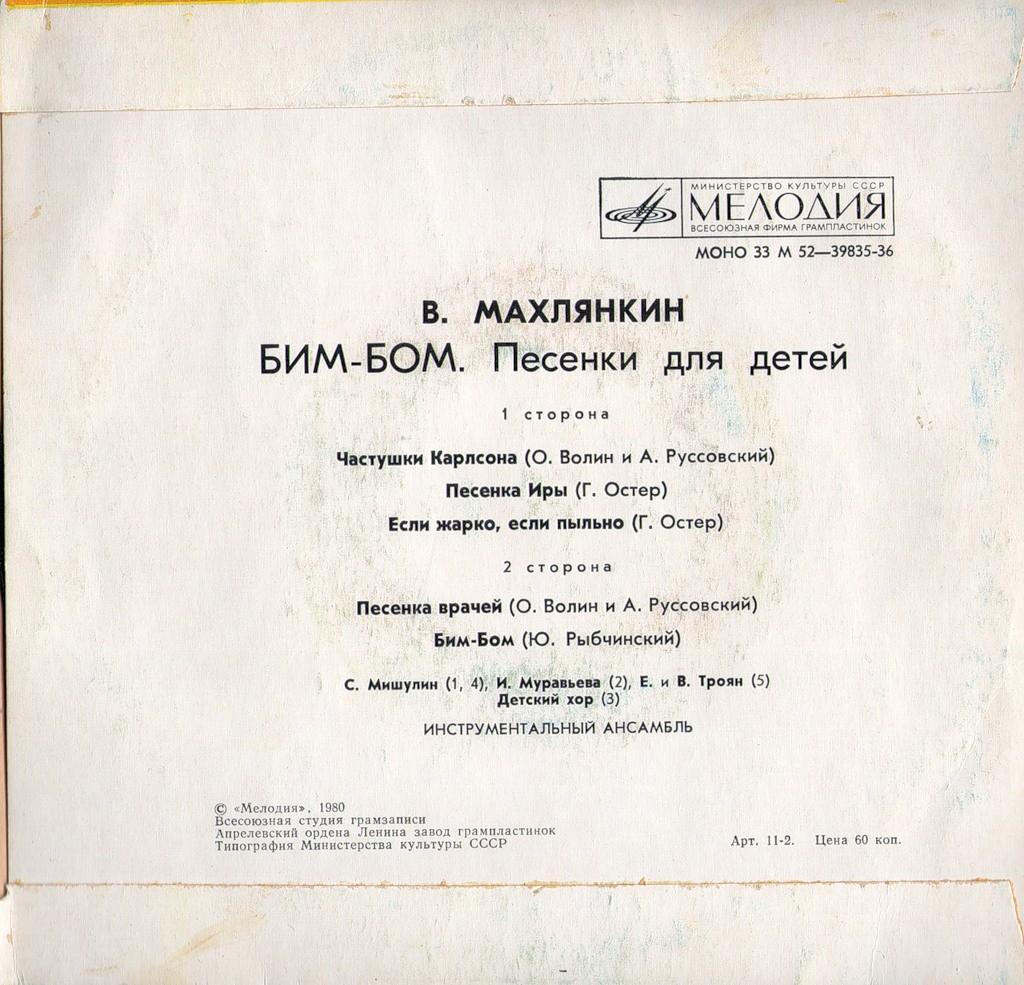 МИНИСТЕРСТВО КУЛЬТУРЫ СССР
МЕЛОДИЯ
ВСЕСОЮЗНАЯ ФИРМА ГРАМПЛАСТИНОК
МОНО 33 М 52—39835-36
В. МАХЛЯНКИН
БИМ-БОМ. Песенки для детей
1 сторона
Частушки Карлсона (О. Волин и А. Руссовский)
Песенка Иры (Г. Остер)
Если жарко, если пыльно (Г. Остер)
2 сторона
Песенка врачей (О. Волин и А. Руссовский)
Бим-Бом (Ю. Рыбчинский)
С. Мишулин (1, 4), И. Муравьева (2), Е. и В. Троян (5)
Детский хор (3)
ИНСТРУМЕНТАЛЬНЫЙ АНСАМБЛЬ
© «Мелодия», 1980
Всесоюзная студия грамзаписи
Апрелевский ордена Ленина завод грампластинок
Типография Министерства культуры СССР
Арт. 11-2. Цена 60 коп.